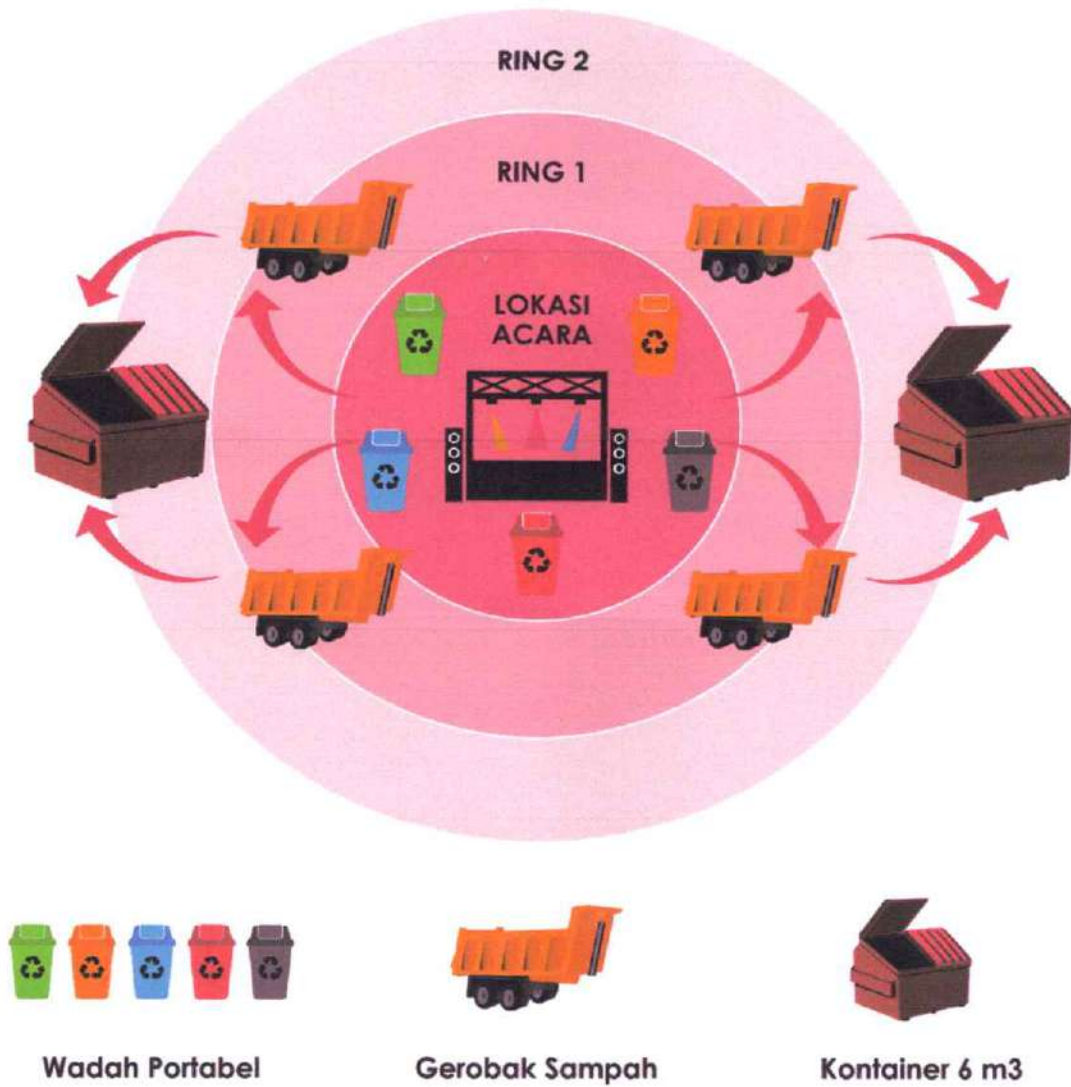 RING 2
RING 1
LOKASI
ACARA
Wadah Portabel
Gerobak Sampah
Kontainer 6 m3